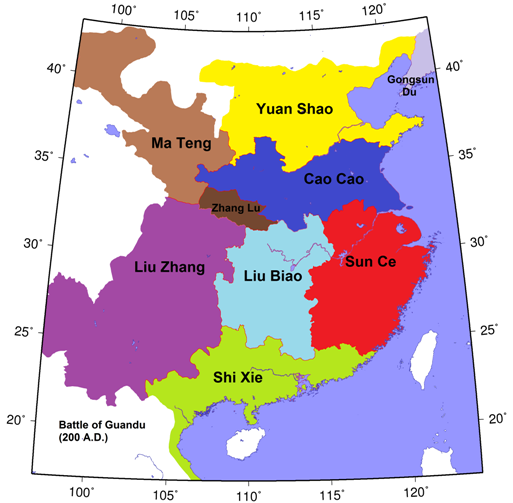 100° 105° 110° 115° 120°
40° 40°
Gongsun
Du
Yuan Shao
Ma Teng
35° 35°
Cao Cao
Zhang Lu
30° 30°
Liu Zhang
Liu Biao
Sun Ce
25° 25°
Shi Xie
20° 20°
Battle of Guandu
(200 A.D.)
100° 105° 110° 115° 120°